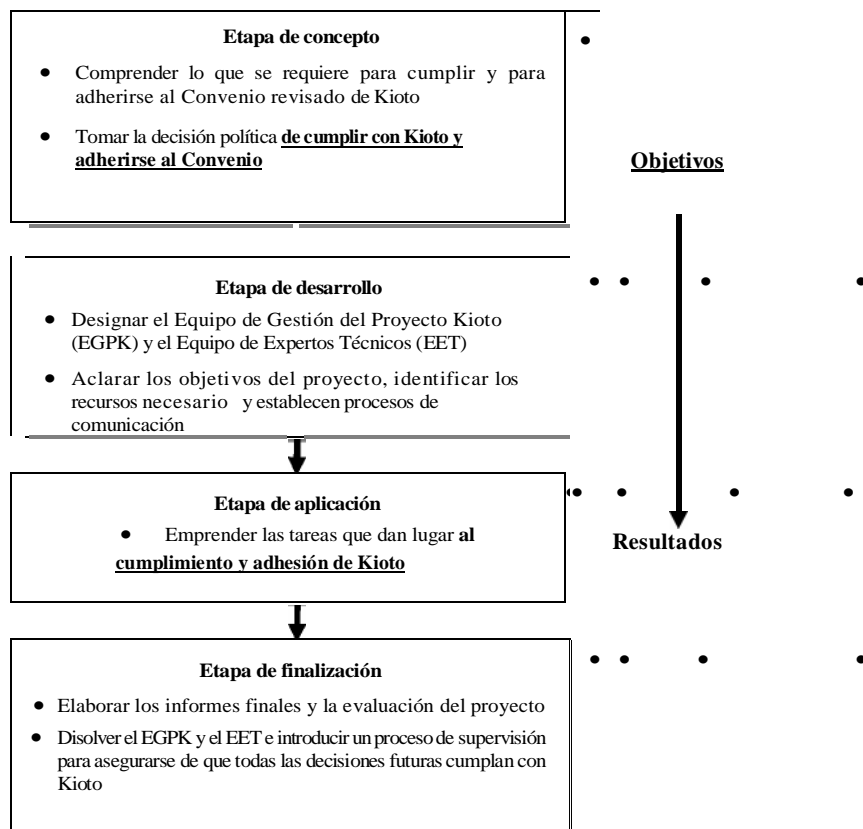 Etapa de concepto
• Comprender lo que se requiere para cumplir y para
adherirse al Convenio revisado de Kioto
• Tomar la decisión política de cumplir con Kioto y
adherirse al Convenio
Objetivos
Etapa de desarrollo
• Designar el Equipo de Gestión del Proyecto Kioto
(EGPK) y el Equipo de Expertos Técnicos (EET)
• Aclarar los objetivos del proyecto, identificar los
recursos necesario y establecen procesos de
comunicación
Etapa de aplicación
• Emprender las tareas que dan lugar al
cumplimiento y adhesión de Kioto
Resultados
Etapa de finalización
• Elaborar los informes finales y la evaluación del proyecto
• Disolver el EGPK y el EET e introducir un proceso de supervisión
para asegurarse de que todas las decisiones futuras cumplan con
Kioto